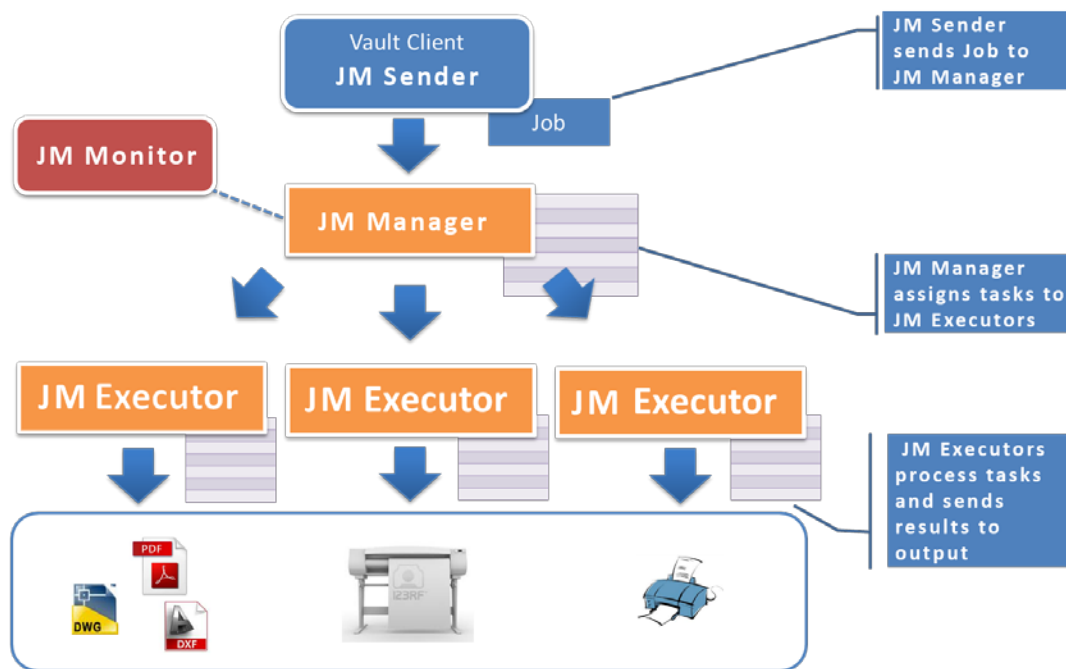 Vault Client
JM Sender
Job
JM Sender
sends Job to
JM Manager
JM Monitor
JM Manager
JM Manager
assigns tasks to
JM Executors
JM Executor
JM Executor
JM Executor
JM Executors
process tasks
and sends
results to
output
PDF
DWG
DXF
123RF